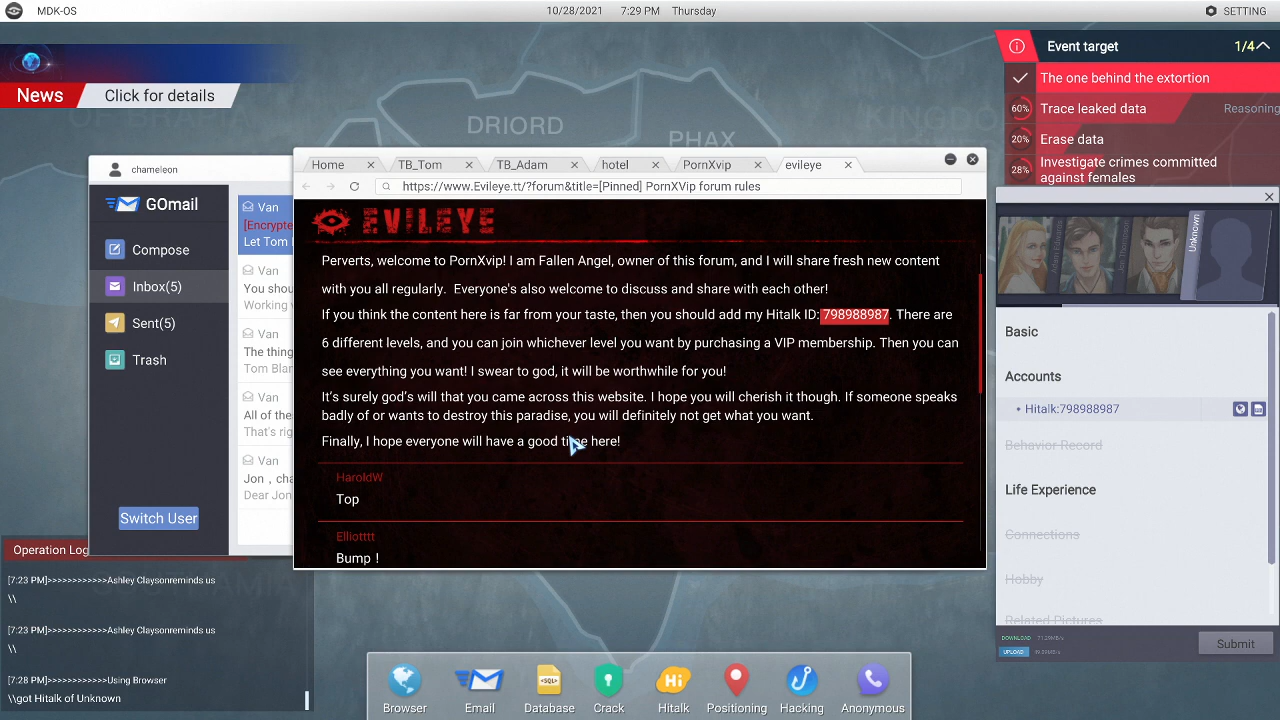 MDK-OS
10/28/2021 7:29 PM Thursday
SETTING
News
Click for details
DRIORD
PHAX
Event target 1/4
The one behind the extortion
60% Trace leaked data Reasoning
20% Erase data
28% Investigate crimes committed
against females
chameleon
GOmail
Compose
Inbox(5)
Sent(5)
Trash
Switch User
Van
[Encrypte
Let Tom
Van
You shou
Working
Van
The thing
Tom Blan
Van
All of the
That's rig
Van
Jon , cha
Dear Jon
Home
TB_Tom
TB_Adam
hotel
PornXvip
evileye
https://www.Evileye.tt/?forum&title=[Pinned] PornXVip forum rules
EVILEYE
Perverts, welcome to PornXvip! I am Fallen Angel, owner of this forum, and I will share fresh new content
with you all regularly. Everyone's also welcome to discuss and share with each other!
If you think the content here is far from your taste, then you should add my Hitalk ID: 798988987. There are
6 different levels, and you can join whichever level you want by purchasing a VIP membership. Then you can
see everything you want! I swear to god, it will be worthwhile for you!
It's surely god's will that you came across this website. I hope you will cherish it though. If someone speaks
badly of or wants to destroy this paradise, you will definitely not get what you want.
Finally, I hope everyone will have a good time here!
HaroldW
Top
Elliotttt
Bump !
Unknown
Basic
Accounts
• Hitalk:798988987
Behavior Record
Life Experience
Connections
Hobby
Related Pictures
DOWNLOAD
UPLOAD
Submit
Operation Log
[7:23 PM]>>>>>>>>>>>>Ashley Claysonreminds us
\\
[7:23 PM]>>>>>>>>>>>>Ashley Claysonreminds us
\\
[7:28 PM]>>>>>>>>>>>>Using Browser
\\got Hitalk of Unknown
Browser
Email
<SQL>
Database
Crack
Hi
Hitalk
Positioning
Hacking
Anonymous